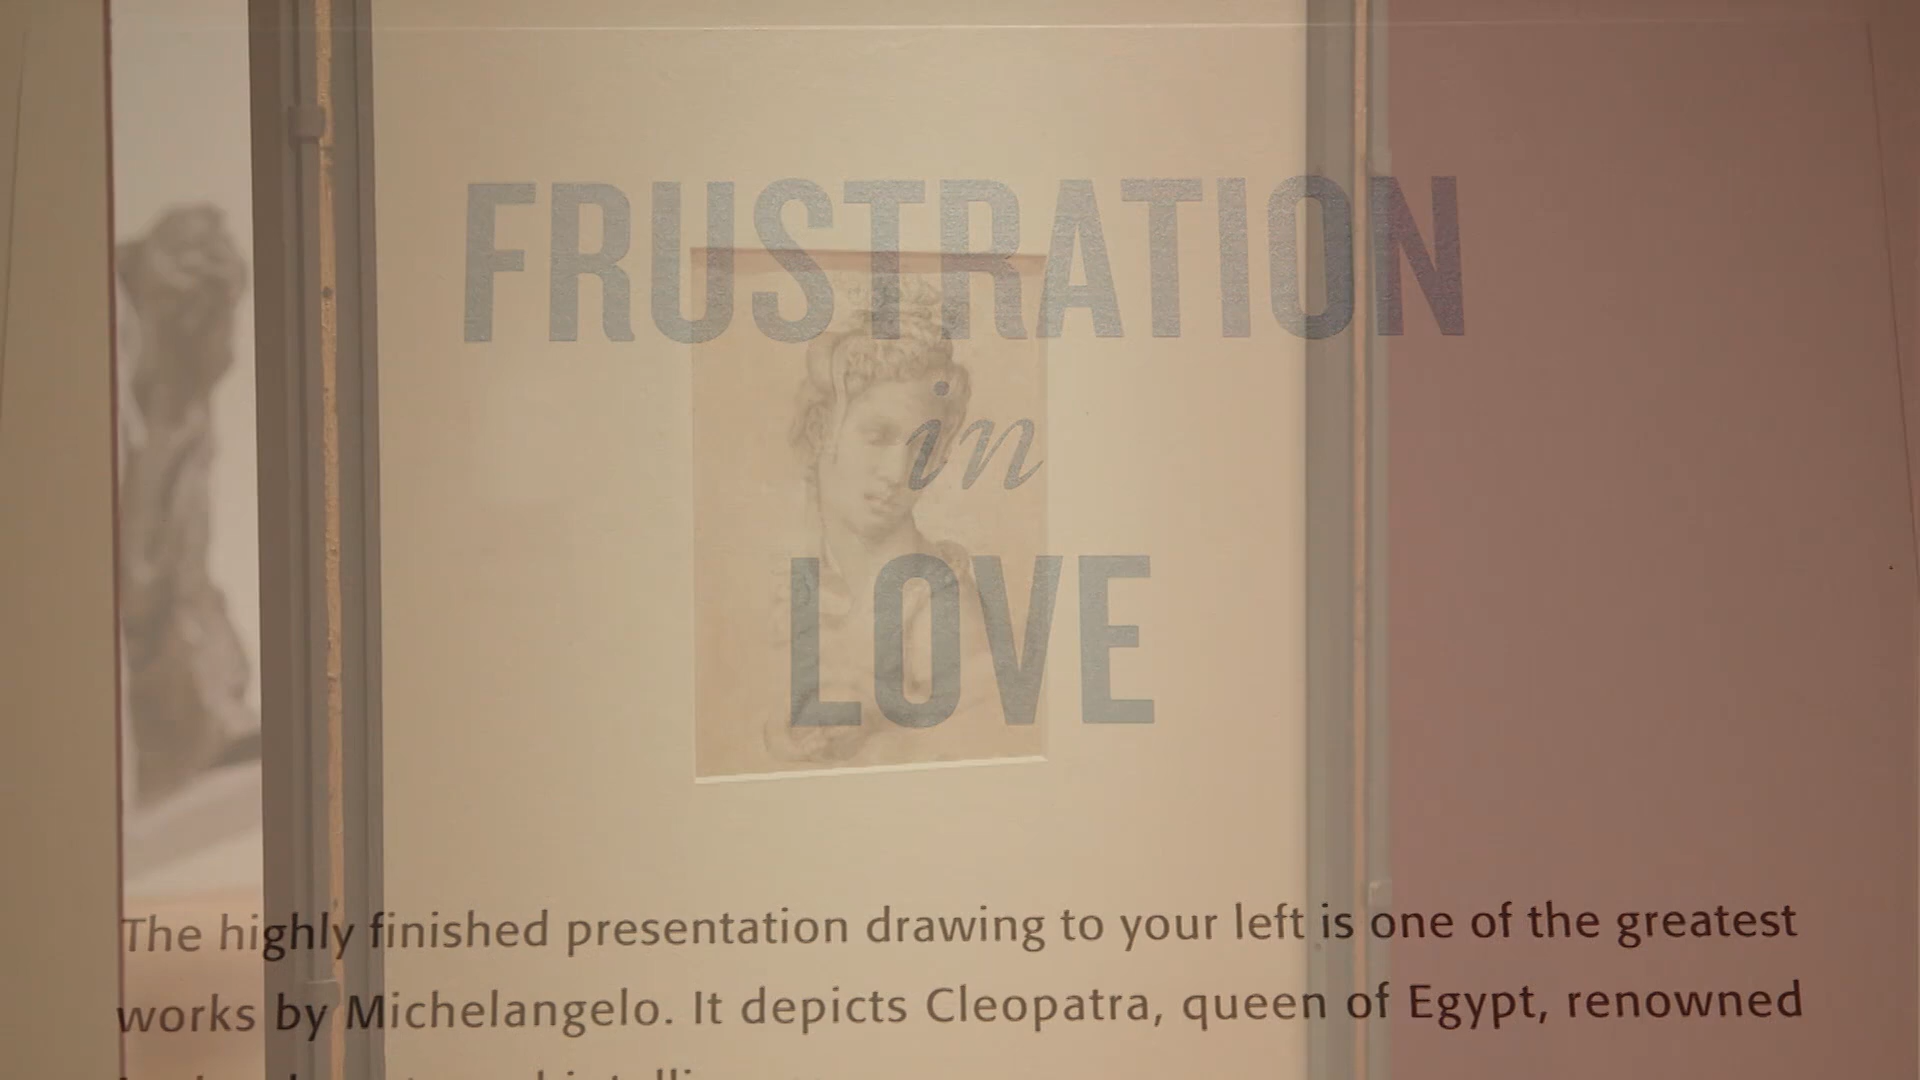 FRUSTRATION
in
LOVE
The highly finished presentation drawing to your left is one of the greatest
works by Michelangelo. It depicts Cleopatra, queen of Egypt, renowned